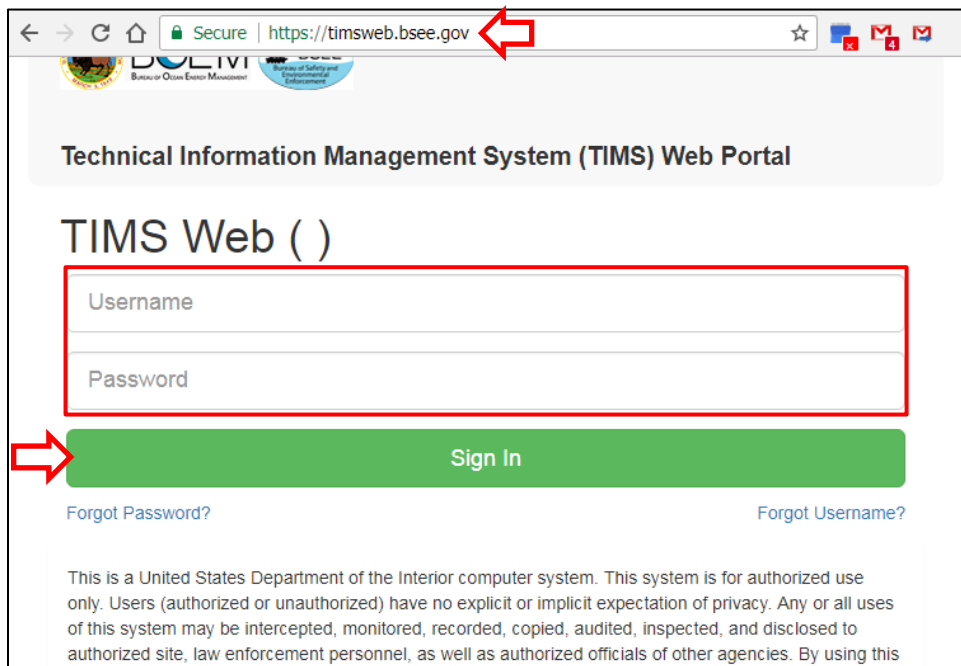 Secure | https://timsweb.bsee.gov
4
BUREAU OF OCEAN ENERGY MANAGEMENT
Bureau of Safety and
Environmental
Enforcement
Technical Information Management System (TIMS) Web Portal
TIMS Web ( )
Username
Password
Sign In
Forgot Password? Forgot Username?
This is a United States Department of the Interior computer system. This system is for authorized use
only. Users (authorized or unauthorized) have no explicit or implicit expectation of privacy. Any or all uses
of this system may be intercepted, monitored, recorded, copied, audited, inspected, and disclosed to
authorized site, law enforcement personnel, as well as authorized officials of other agencies. By using this